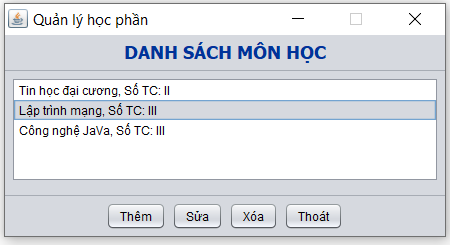 Quản lý học phần
DANH SÁCH MÔN HỌC
Tin học đại cương, Số TC: II
Lập trình mạng, Số TC: III
Công nghệ JaVa, Số TC: III
Thêm Sửa Xóa Thoát